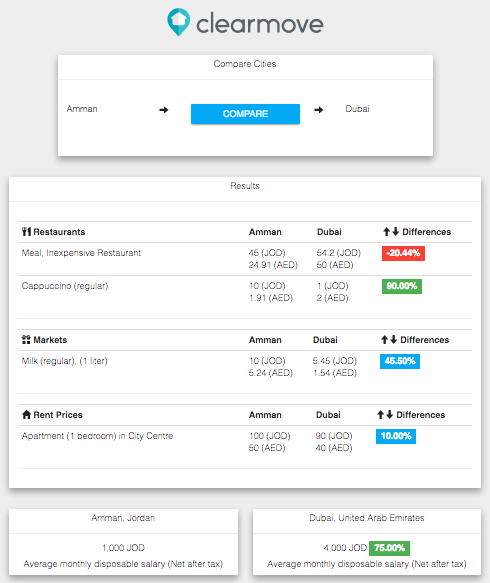 clearmove
Compare Cities
Amman COMPARE Dubai
Results
Restaurants Amman Dubai Differences
Meal, Inexpensive Restaurant 45 (JOD) 54.2 (JOD) -20.44%
24.91 (AED) 50 (AED)
Cappuccino (regular) 10 (JOD) 1 (JOD) 90.00%
1.91 (AED) 2 (AED)
Markets Amman Dubai Differences
Milk (regular), (1 liter) 10 (JOD) 5.45 (JOD) 45.50%
5.24 (AED) 1.54 (AED)
Rent Prices Amman Dubai Differences
Apartment (1 bedroom) in City Centre 100 (JOD) 90 (JOD) 10.00%
50 (AED) 40 (AED)
Amman, Jordan
1,000 JOD
Average monthly disposable salary (Net after tax)
Dubai, United Arab Emirates
4,000 JOD 75.00%
Average monthly disposable salary (Net after tax)